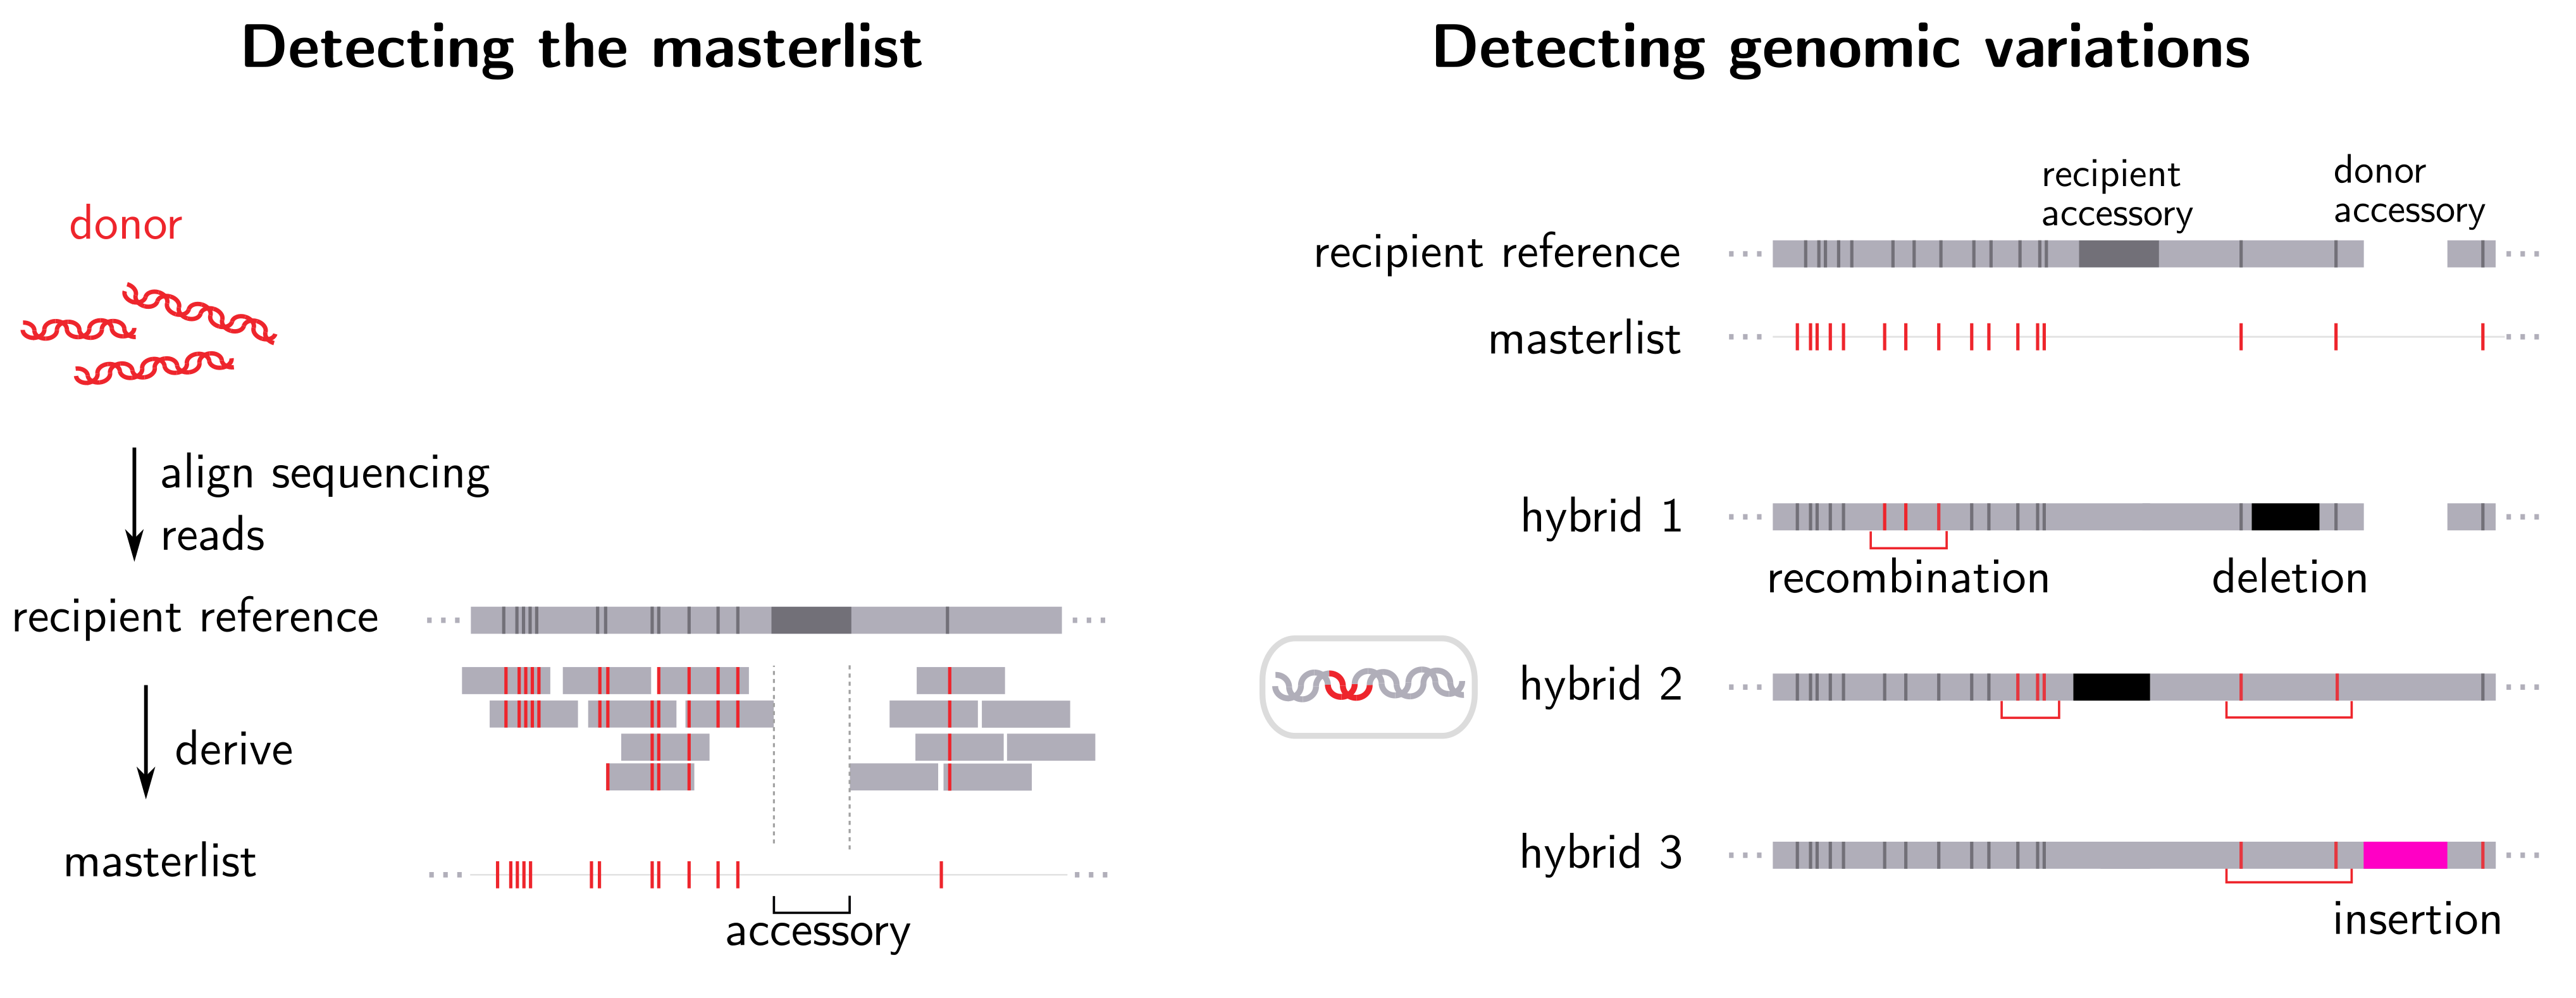 Detecting the masterlist
donor
align sequencing
reads
recipient reference
derive
masterlist
accessory
Detecting genomic variations
recipient
accessory
donor
accessory
recipient reference
masterlist
hybrid 1
recombination
deletion
hybrid 2
hybrid 3
insertion